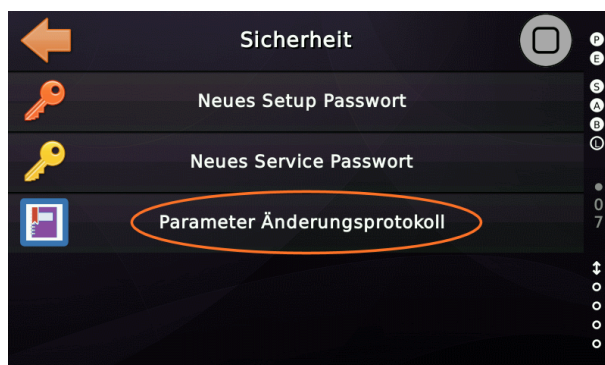 Sicherheit
Neues Setup Passwort
Neues Service Passwort
Parameter Änderungsprotokoll
P
E
S
A
B
L
0
7